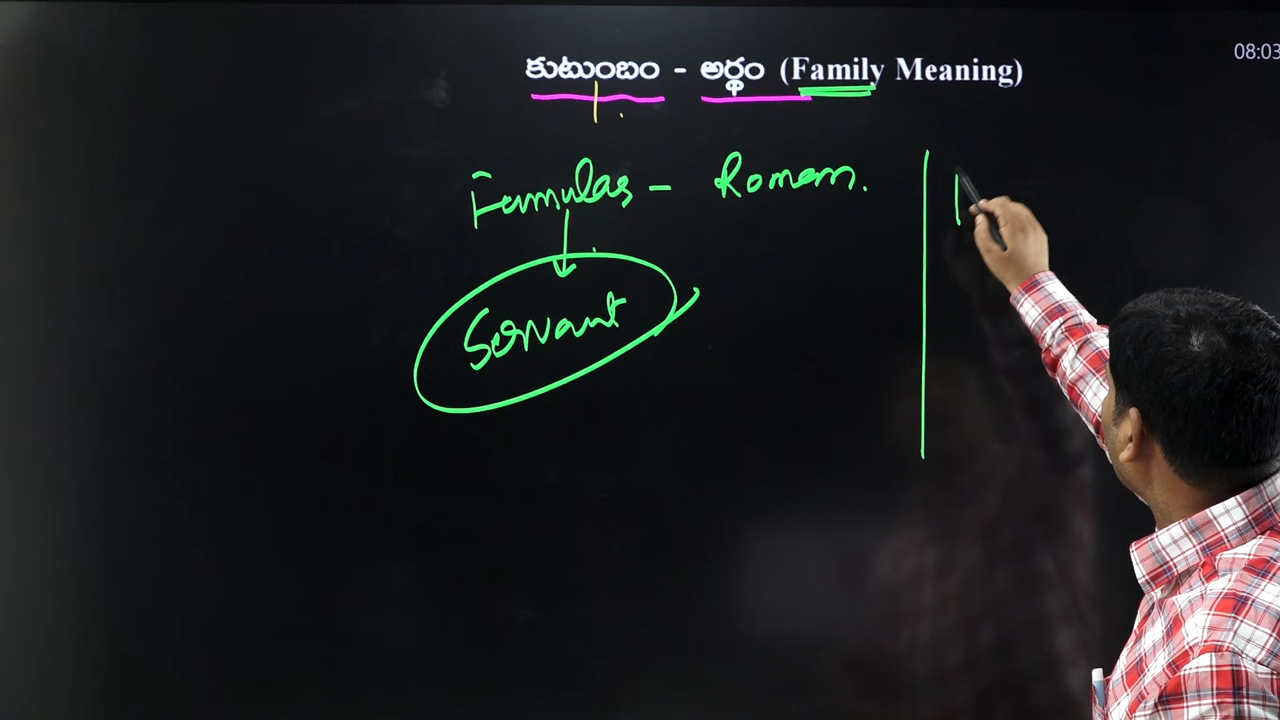 08:03
కుటుంబం - అర్థం (Family Meaning)
Famulas - Roman.
Servant